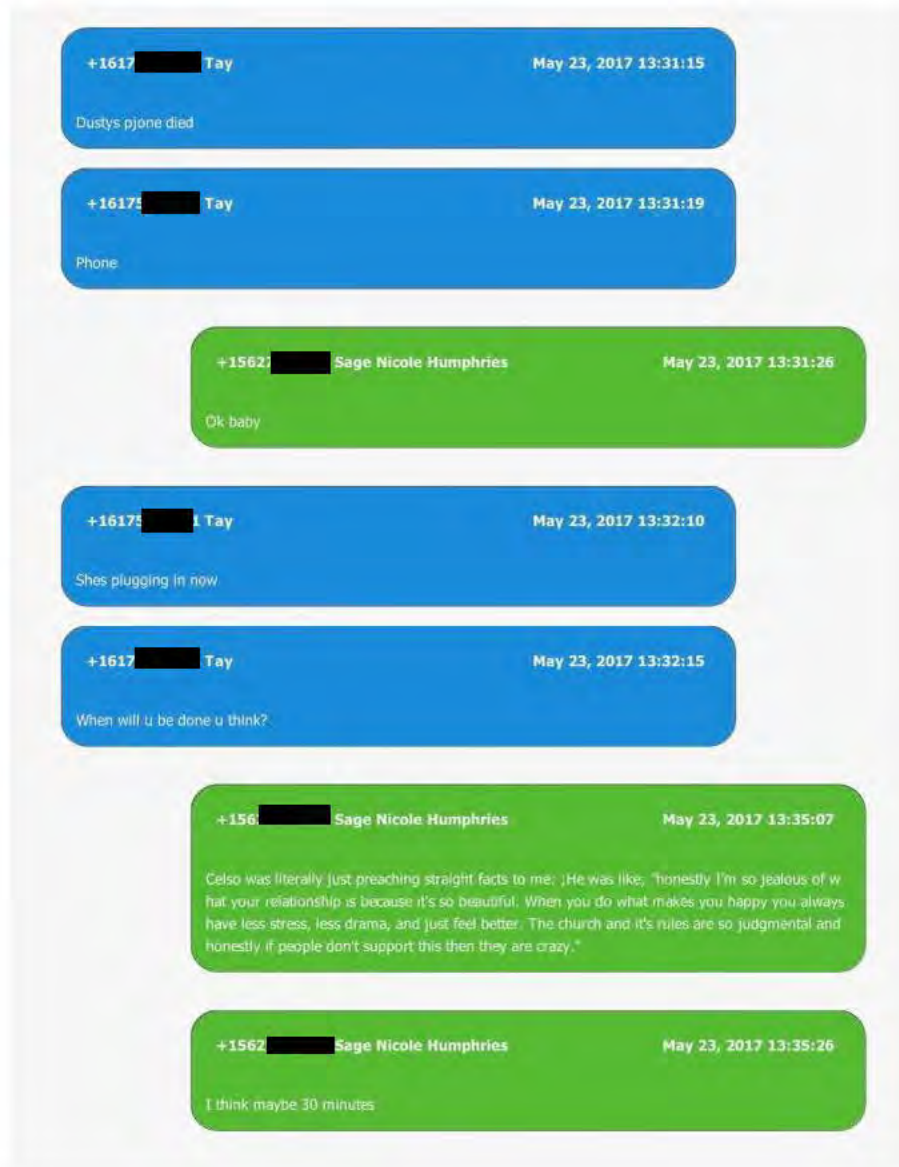 +1617 Tay May 23, 2017 13:31:15
Dustys pjone died
+16175 Tay May 23, 2017 13:31:19
Phone
+1562 Sage Nicole Humphries May 23, 2017 13:31:26
Ok baby
+16175 1 Tay May 23, 2017 13:32:10
Shes plugging in now
+1617 Tay May 23, 2017 13:32:15
When will u be done u think?
+156 Sage Nicole Humphries May 23, 2017 13:35:07
Celso was literally just preaching straight facts to me: ;He was like, "honestly I'm so jealous of w
hat your relationship is because it's so beautiful. When you do what makes you happy you always
have less stress, less drama, and just feel better. The church and it's rules are so judgmental and
honestly if people don't support this then they are crazy."
+1562 Sage Nicole Humphries May 23, 2017 13:35:26
I think maybe 30 minutes